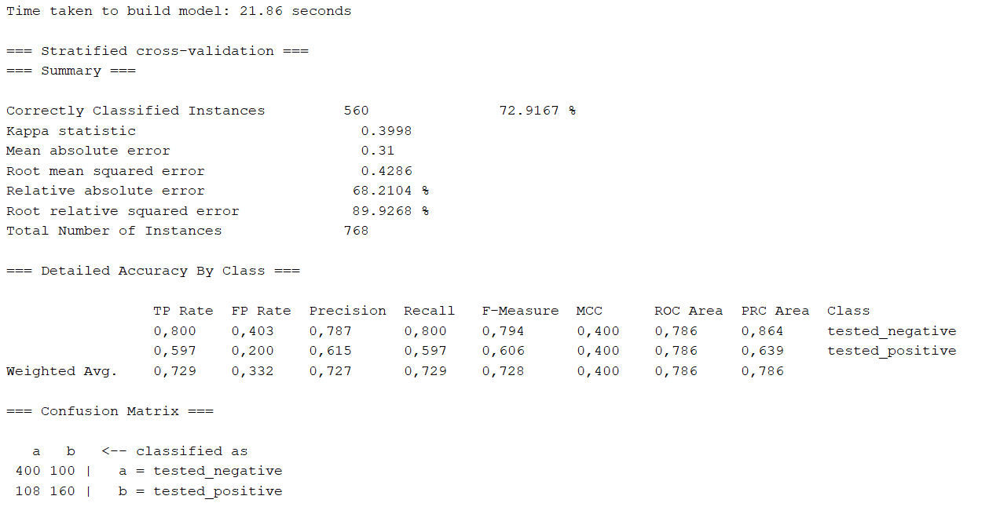 Time taken to build model: 21.86 seconds
=== Stratified cross-validation ===
=== Summary ===
Correctly Classified Instances 560 72.9167 %
Kappa statistic 0.3998
Mean absolute error 0.31
Root mean squared error 0.4286
Relative absolute error 68.2104 %
Root relative squared error 89.9268 %
Total Number of Instances 768
=== Detailed Accuracy By Class ===
TP Rate FP Rate Precision Recall F-Measure MCC ROC Area PRC Area Class
0,800 0,403 0,787 0,800 0,794 0,400 0,786 0,864 tested_negative
0,597 0,200 0,615 0,597 0,606 0,400 0,786 0,639 tested_positive
Weighted Avg. 0,729 0,332 0,727 0,729 0,728 0,400 0,786 0,786
=== Confusion Matrix ===
a b <-- classified as
400 100 | a = tested_negative
108 160 | b = tested_positive